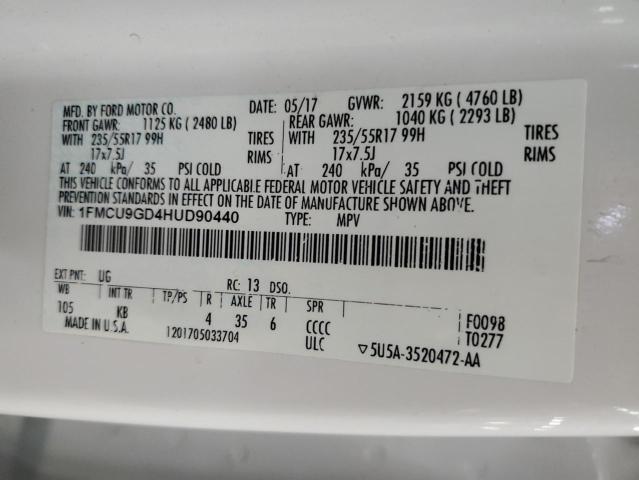 MFD. BY FORD MOTOR CO. DATE: 05/17 GVWR: 2159 KG ( 4760 LB)
FRONT GAWR: 1125 KG ( 2480 LB) REAR GAWR: 1040 KG ( 2293 LB)
WITH 235/55R17 99H TIRES WITH 235/55R17 99H TIRES
17x7.5J RIMS 17x7.5J RIMS
AT 240 kPa/ 35 PSI COLD AT 240 kPa/ 35 PSI COLD
THIS VEHICLE CONFORMS TO ALL APPLICABLE FEDERAL MOTOR VEHICLE SAFETY AND THEFT
PREVENTION STANDARDS IN EFFECT ON THE DATE OF MANUFACTURE SHOWN ABOVE.
VIN: 1FMCU9GD4HUD90440 TYPE: MPV
EXT PNT: UG RC: 13 DSO:
WB INT TR TP/PS R AXLE TR SPR
105 KB 4 35 6 CCCC F0098
MADE IN U.S.A. 1201705033704 ULC T0277
▽5U5A-3520472-AA